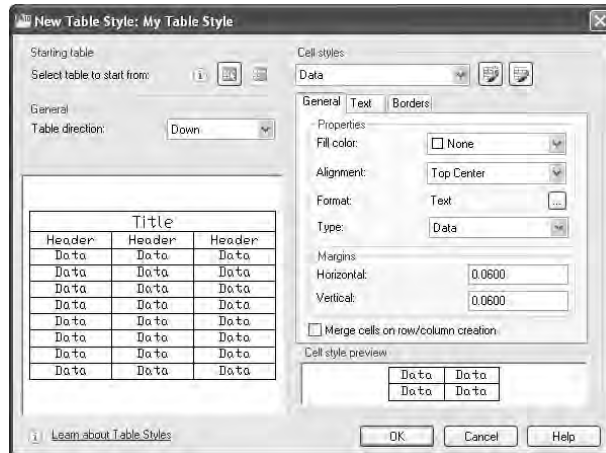 New Table Style: My Table Style
Starting table
Select table to start from:
General
Table direction: Down
Title
Header Header Header
Data Data Data
Data Data Data
Data Data Data
Data Data Data
Data Data Data
Data Data Data
Data Data Data
Data Data Data
Learn about Table Styles
Cell styles
Data
General Text Borders
Properties
Fill color: None
Alignment: Top Center
Format: Text ...
Type: Data
Margins
Horizontal: 0.0600
Vertical: 0.0600
Merge cells on row/column creation
Cell style preview
Data Data
Data Data
OK Cancel Help